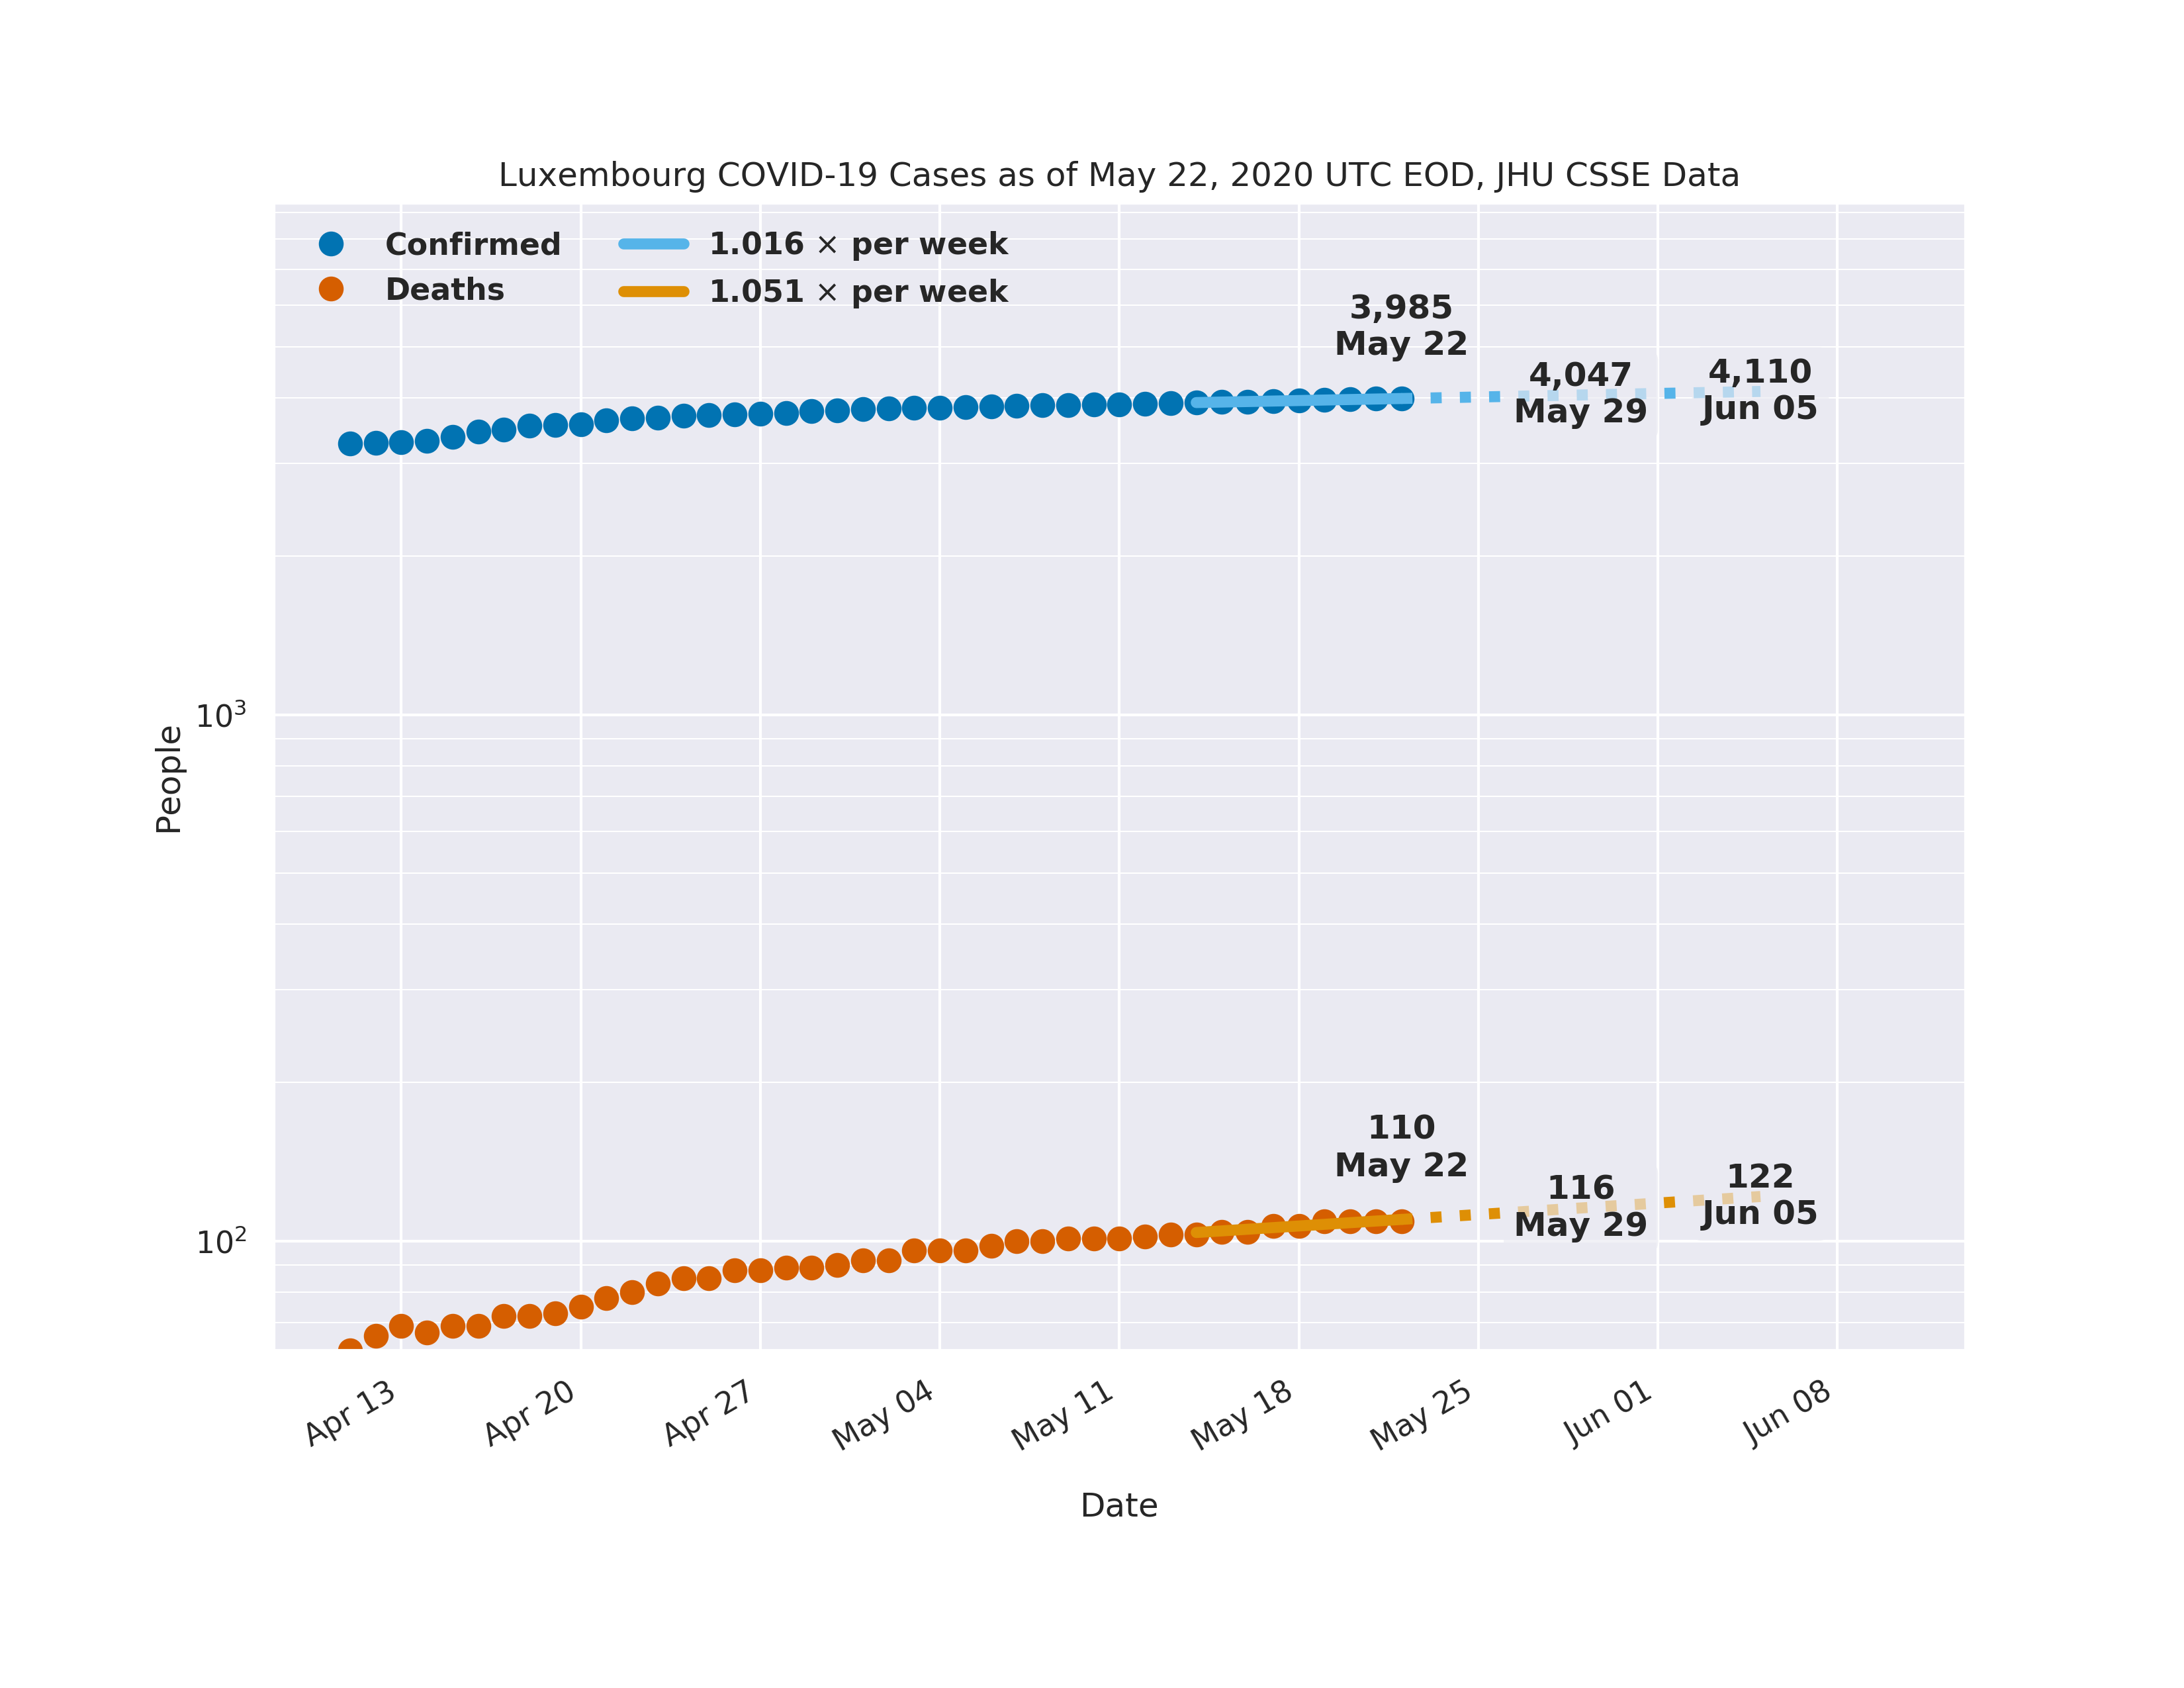 Luxembourg COVID-19 Cases as of May 22, 2020 UTC EOD, JHU CSSE Data
Confirmed
Deaths
1.016 × per week
1.051 × per week
3,985
May 22
4,047
May 29
4,110
Jun 05
People
10³
10²
110
May 22
116
May 29
122
Jun 05
Apr 13
Apr 20
Apr 27
May 04
May 11
May 18
May 25
Jun 01
Jun 08
Date